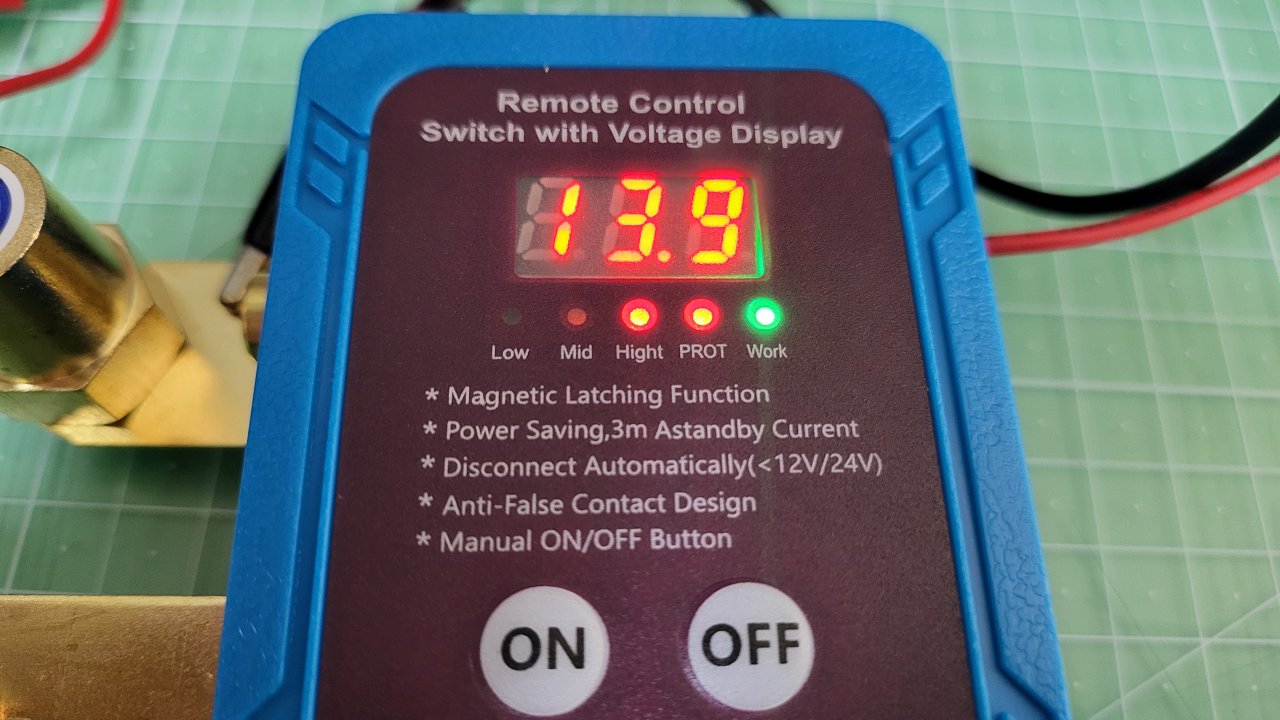 Remote Control
Switch with Voltage Display
13.9
Low Mid Hight PROT Work
* Magnetic Latching Function
* Power Saving,3m Astandby Current
* Disconnect Automatically(<12V/24V)
* Anti-False Contact Design
* Manual ON/OFF Button
ON OFF